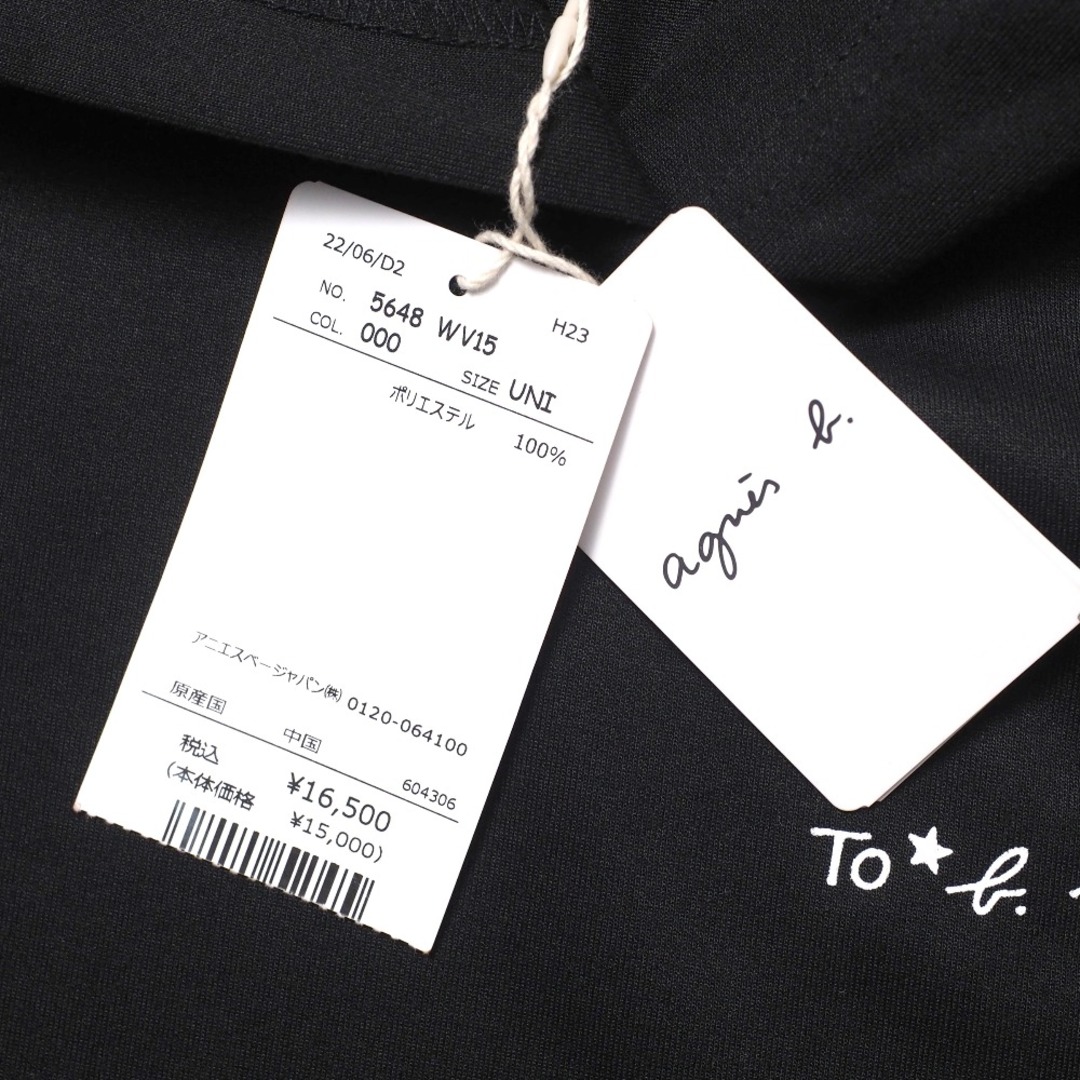 22/06/D2
NO. 5648 WV15 H23
COL. 000 SIZE UNI
ポリエステル 100%
アニエスベージャパン㈱ 0120-064100
原産国 中国 604306
税込 ¥16,500
(本体価格 ¥15,000)
agnès b.
To★b.